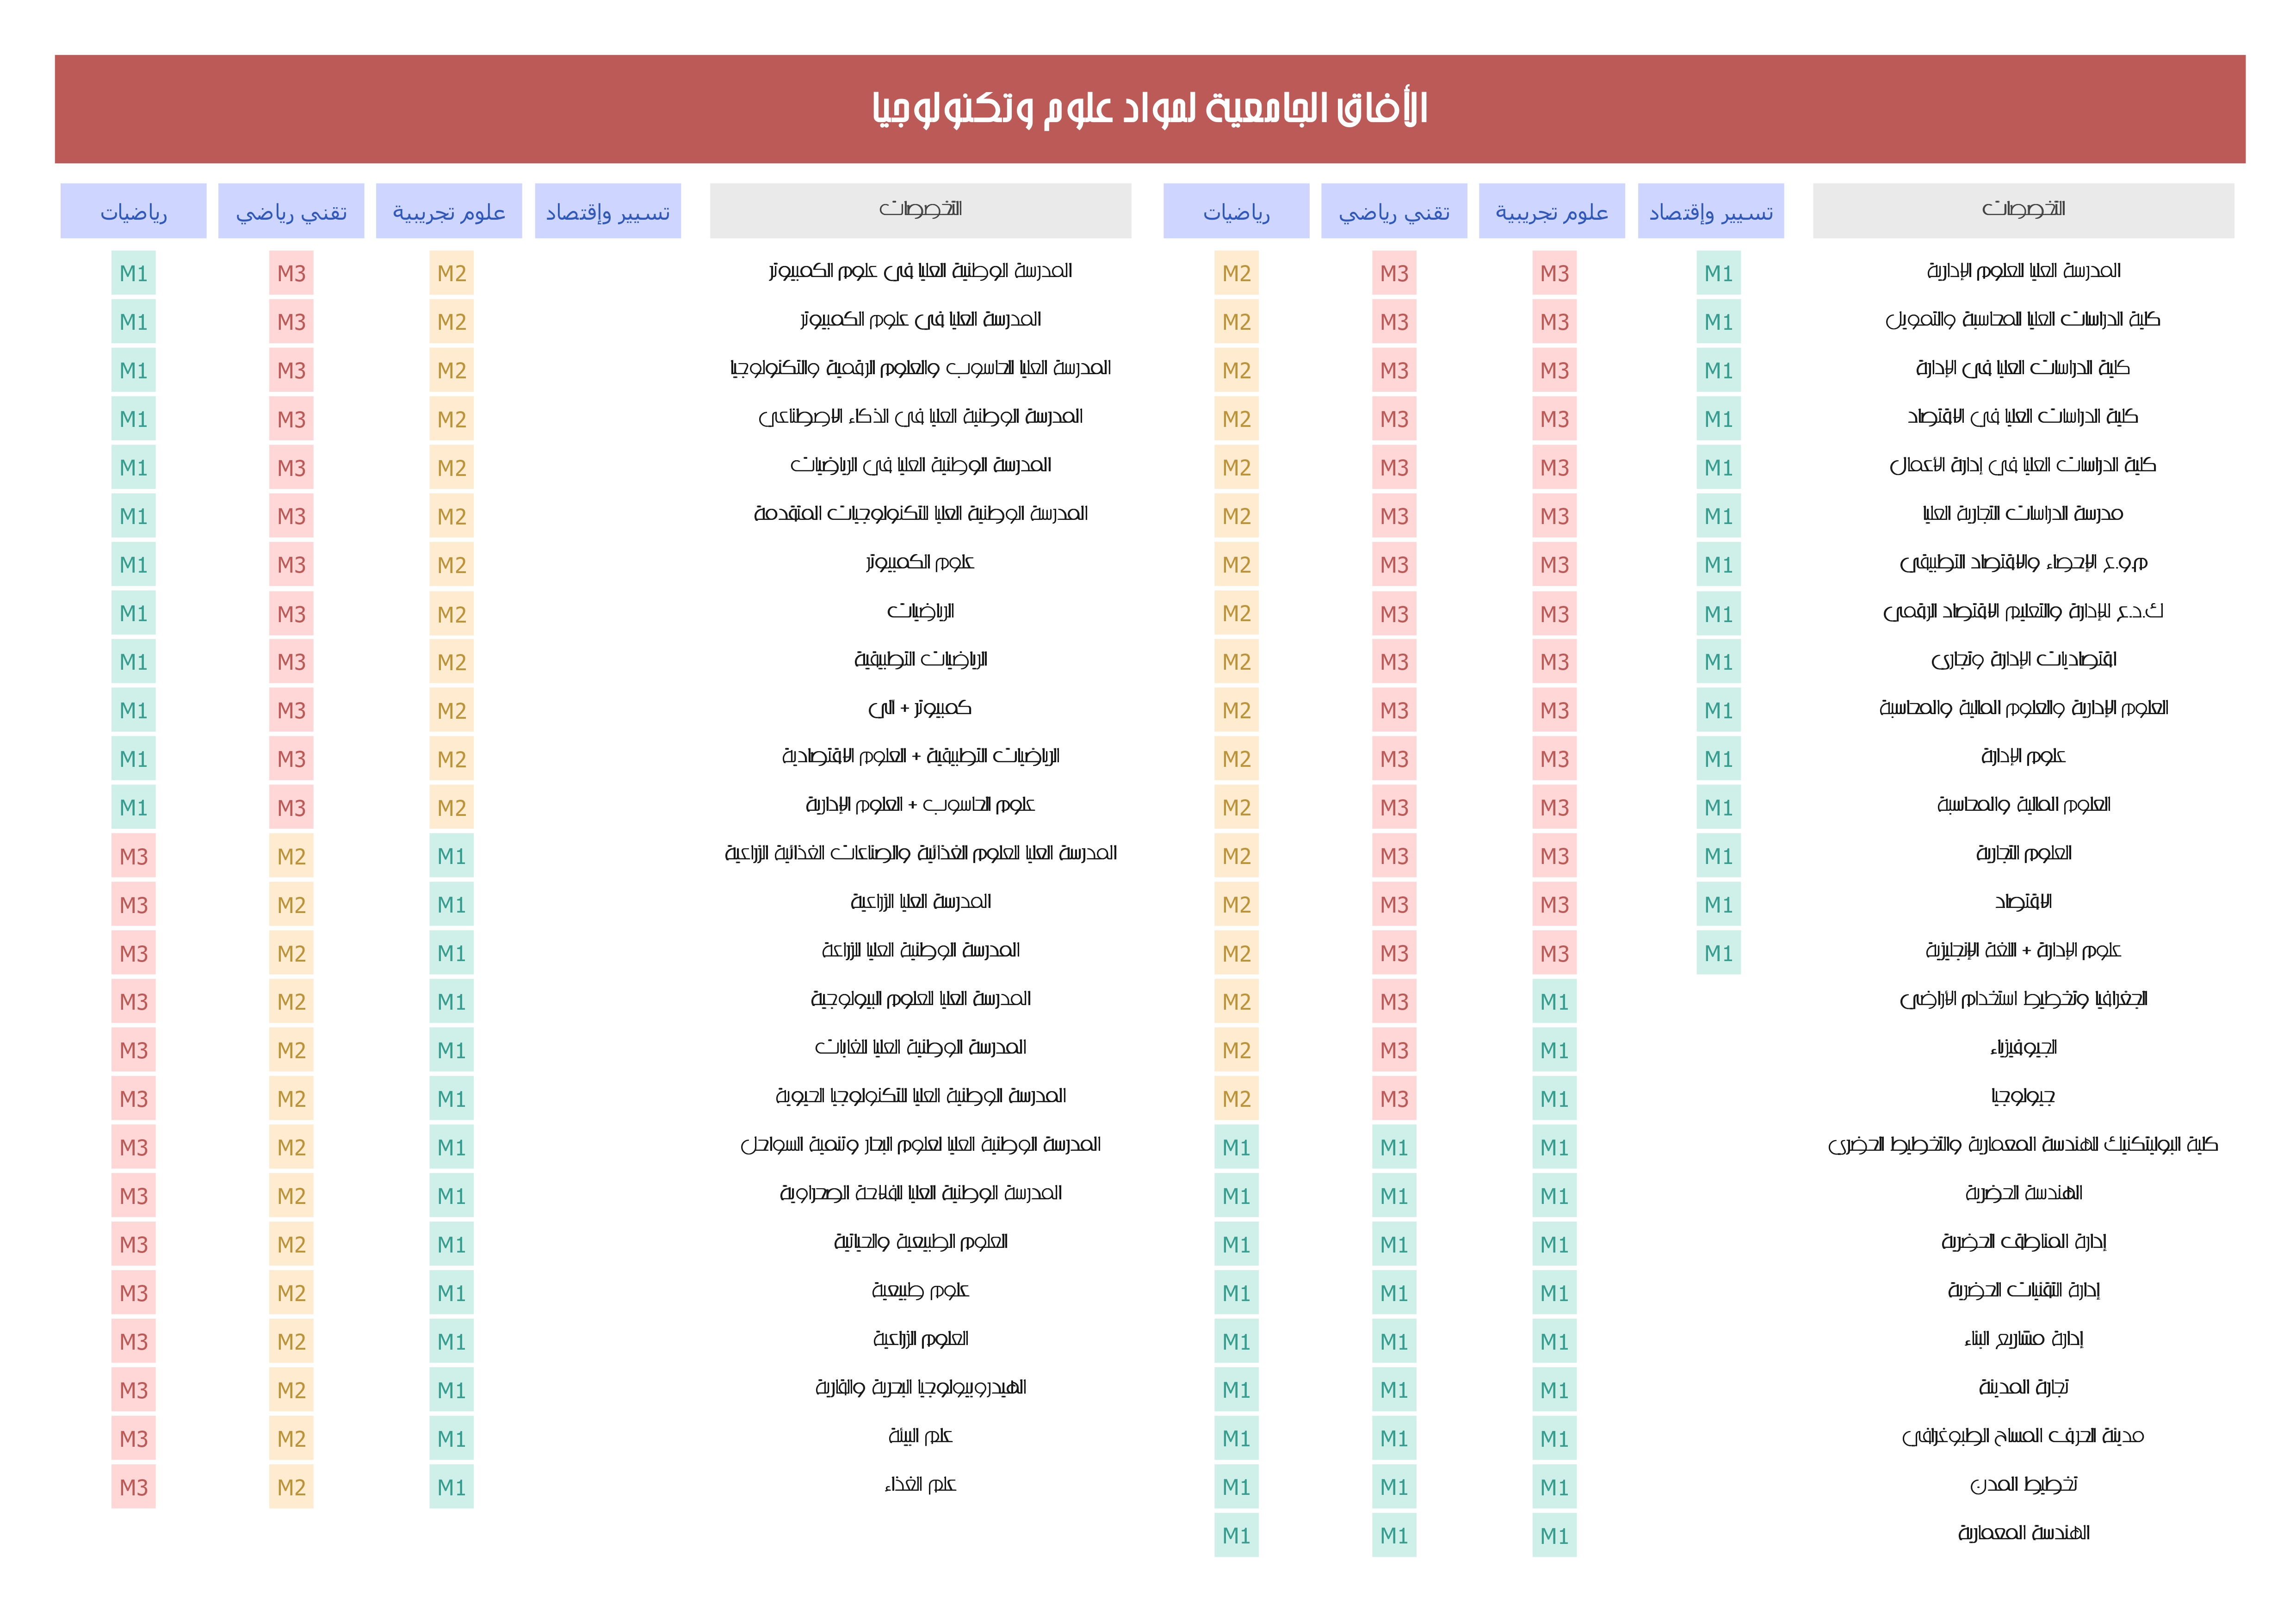 الأفاق الجامعية لمواد علوم وتكنولوجيا
التخصصات تسيير وإقتصاد علوم تجريبية تقني رياضي رياضيات التخصصات تسيير وإقتصاد علوم تجريبية تقني رياضي رياضيات
المدرسة العليا للعلوم الإدارية M1 M3 M3 M2 المدرسة الوطنية العليا في علوم الكمبيوتر M2 M3 M1
كلية الدراسات العليا المحاسبة والتمويل M1 M3 M3 M2 المدرسة العليا في علوم الكمبيوتر M2 M3 M1
كلية الدراسات العليا في الإدارة M1 M3 M3 M2 المدرسة العليا الحاسوب والعلوم الرقمية والتكنولوجيا M2 M3 M1
كلية الدراسات العليا في الاقتصاد M1 M3 M3 M2 المدرسة الوطنية العليا في الذكاء الاصطناعي M2 M3 M1
كلية الدراسات العليا في إدارة الأعمال M1 M3 M3 M2 المدرسة الوطنية العليا في الرياضيات M2 M3 M1
مدرسة الدراسات التجارية العليا M1 M3 M3 M2 المدرسة الوطنية العليا للتكنولوجيات المتقدمة M2 M3 M1
م.و.ع الإحصاء والاقتصاد التطبيقي M1 M3 M3 M2 علوم الكمبيوتر M2 M3 M1
ك.د.ع للإدارة والتعليم الاقتصاد الرقمي M1 M3 M3 M2 الرياضيات M2 M3 M1
اقتصاديات الإدارة وتجاري M1 M3 M3 M2 الرياضيات التطبيقية M2 M3 M1
العلوم الإدارية والعلوم المالية والمحاسبة M1 M3 M3 M2 كمبيوتر + آلي M2 M3 M1
علوم الإدارة M1 M3 M3 M2 الرياضيات التطبيقية + العلوم الاقتصادية M2 M3 M1
العلوم المالية والمحاسبة M1 M3 M3 M2 علوم الحاسوب + العلوم الإدارية M2 M3 M1
العلوم التجارية M1 M3 M3 M2 المدرسة العليا للعلوم الغذائية والصناعات الغذائية الزراعية M1 M2 M3
الاقتصاد M1 M3 M3 M2 المدرسة العليا الزراعية M1 M2 M3
علوم الإدارة + اللغة الإنجليزية M1 M3 M3 M2 المدرسة الوطنية العليا للزراعة M1 M2 M3
الجغرافيا وتخطيط استخدام الأراضي M1 M3 M2 المدرسة العليا للعلوم البيولوجية M1 M2 M3
الجيوفيزياء M1 M3 M2 المدرسة الوطنية العليا للغابات M1 M2 M3
جيولوجيا M1 M3 M2 المدرسة الوطنية العليا للتكنولوجيا الحيوية M1 M2 M3
كلية البوليتكنيك للهندسة المعمارية والتخطيط الحضري M1 M1 M1 المدرسة الوطنية العليا لعلوم البحار وتنمية السواحل M1 M2 M3
الهندسة الحضرية M1 M1 M1 المدرسة الوطنية العليا للفلاحة الصحراوية M1 M2 M3
إدارة المناطق الحضرية M1 M1 M1 العلوم الطبيعية والحياتية M1 M2 M3
إدارة التقنيات الحضرية M1 M1 M1 علوم طبيعية M1 M2 M3
إدارة مشاريع البناء M1 M1 M1 العلوم الزراعية M1 M2 M3
تجارة المدينة M1 M1 M1 الهيدروبيولوجيا البحرية والقارية M1 M2 M3
مدينة الحرف المساح الطبوغرافي M1 M1 M1 علم البيئة M1 M2 M3
تخطيط المدن M1 M1 M1 علم الغذاء M1 M2 M3
الهندسة المعمارية M1 M1 M1